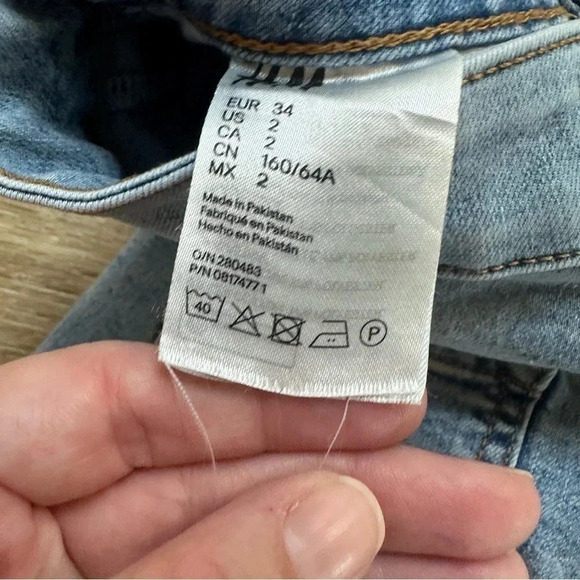 EUR 34
US 2
CA 2
CN 160/64A
MX 2
Made in Pakistan
Fabriqué en Pakistan
Hecho en Pakistán
O/N 280483
P/N 08174771
40
P